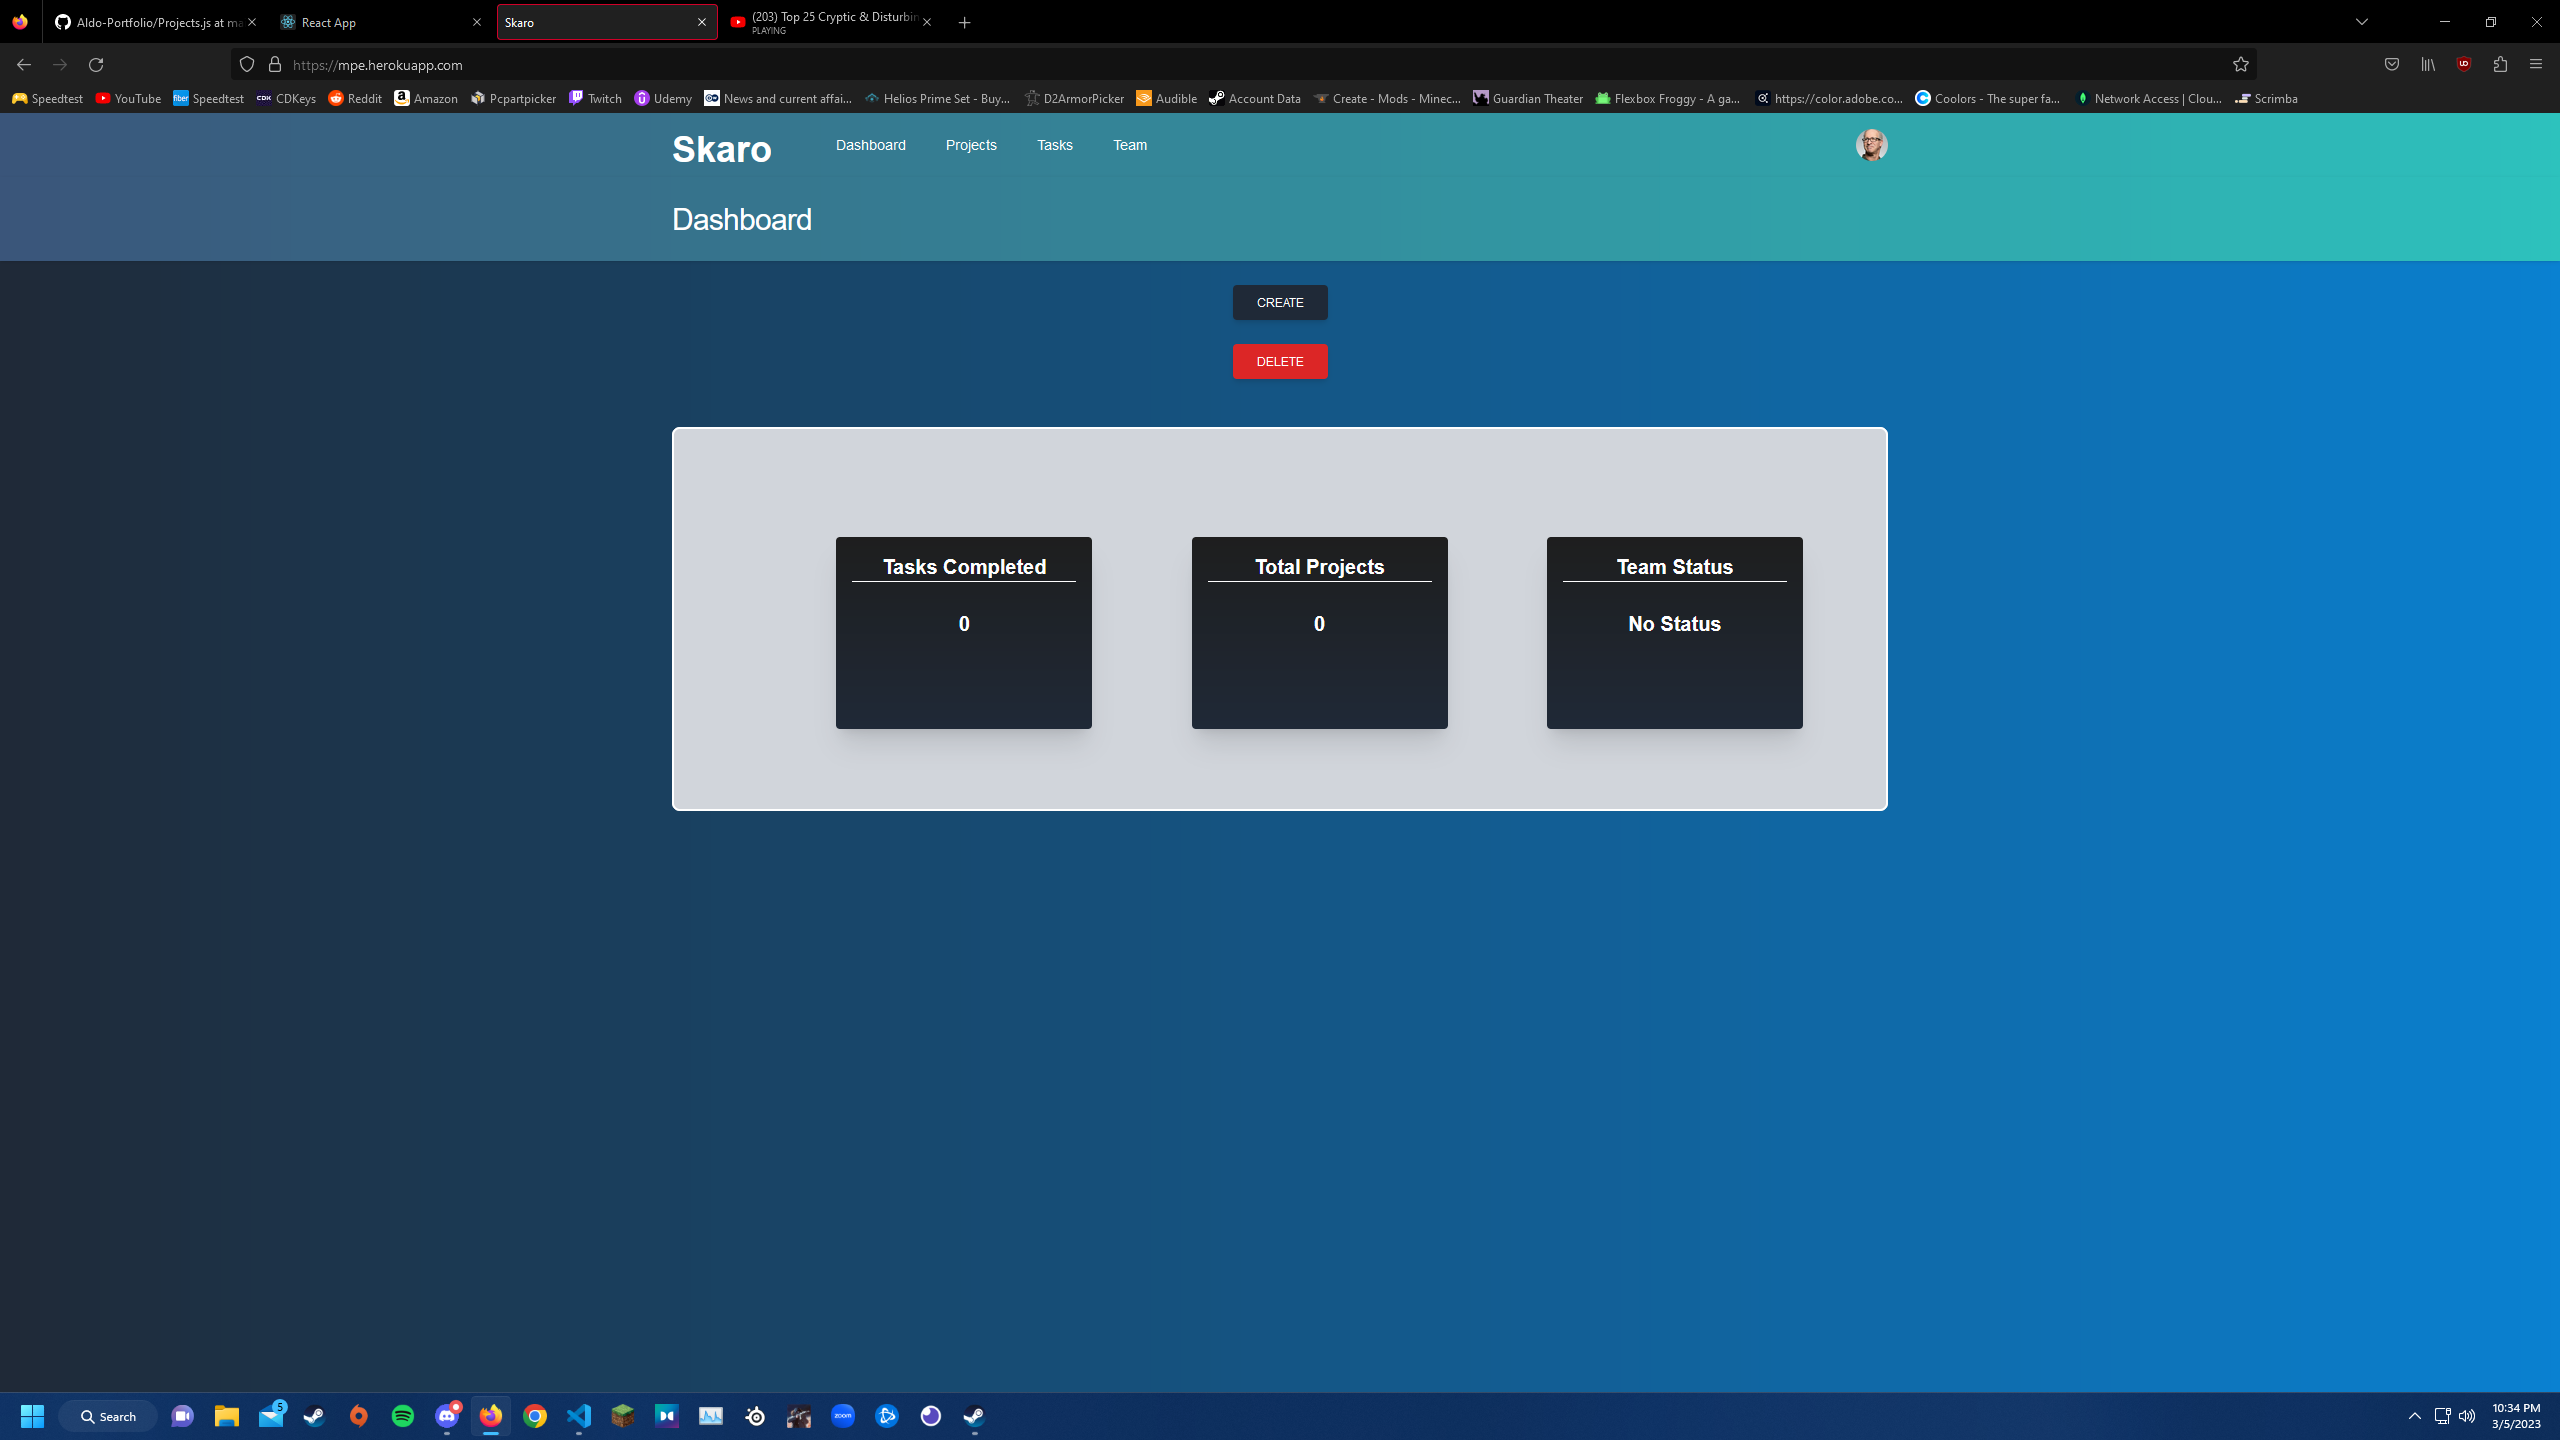 Aldo-Portfolio/Projects.js at ma
React App
Skaro
(203) Top 25 Cryptic & Disturbin
PLAYING
https://mpe.herokuapp.com
Speedtest YouTube fiber Speedtest CDK CDKeys Reddit Amazon Pcpartpicker Twitch Udemy News and current affai... Helios Prime Set - Buy... D2ArmorPicker Audible Account Data Create - Mods - Minec... Guardian Theater Flexbox Froggy - A ga... https://color.adobe.co... Coolors - The super fa... Network Access | Clou... Scrimba
Skaro Dashboard Projects Tasks Team
Dashboard
CREATE
DELETE
Tasks Completed
0
Total Projects
0
Team Status
No Status
Search
5
zoom
10:34 PM
3/5/2023